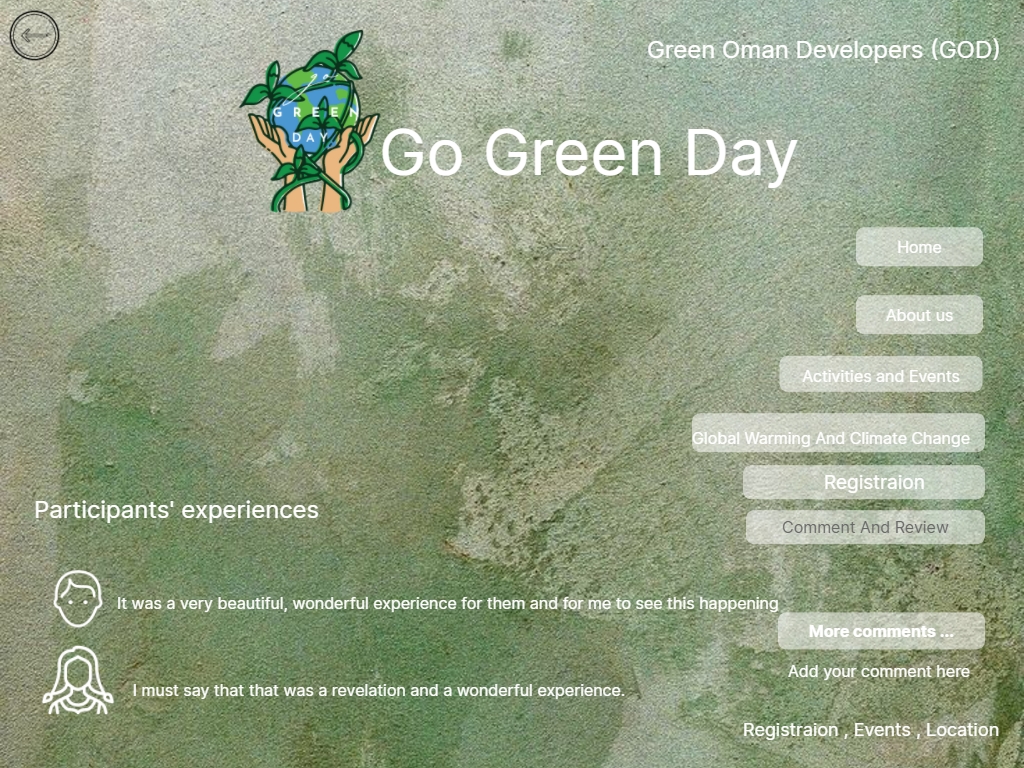 Green Oman Developers (GOD)
go
GREEN
DAY
Go Green Day
Home
About us
Activities and Events
Global Warming And Climate Change
Registraion
Comment And Review
Participants' experiences
It was a very beautiful, wonderful experience for them and for me to see this happening
More comments ...
Add your comment here
I must say that that was a revelation and a wonderful experience.
Registraion , Events , Location